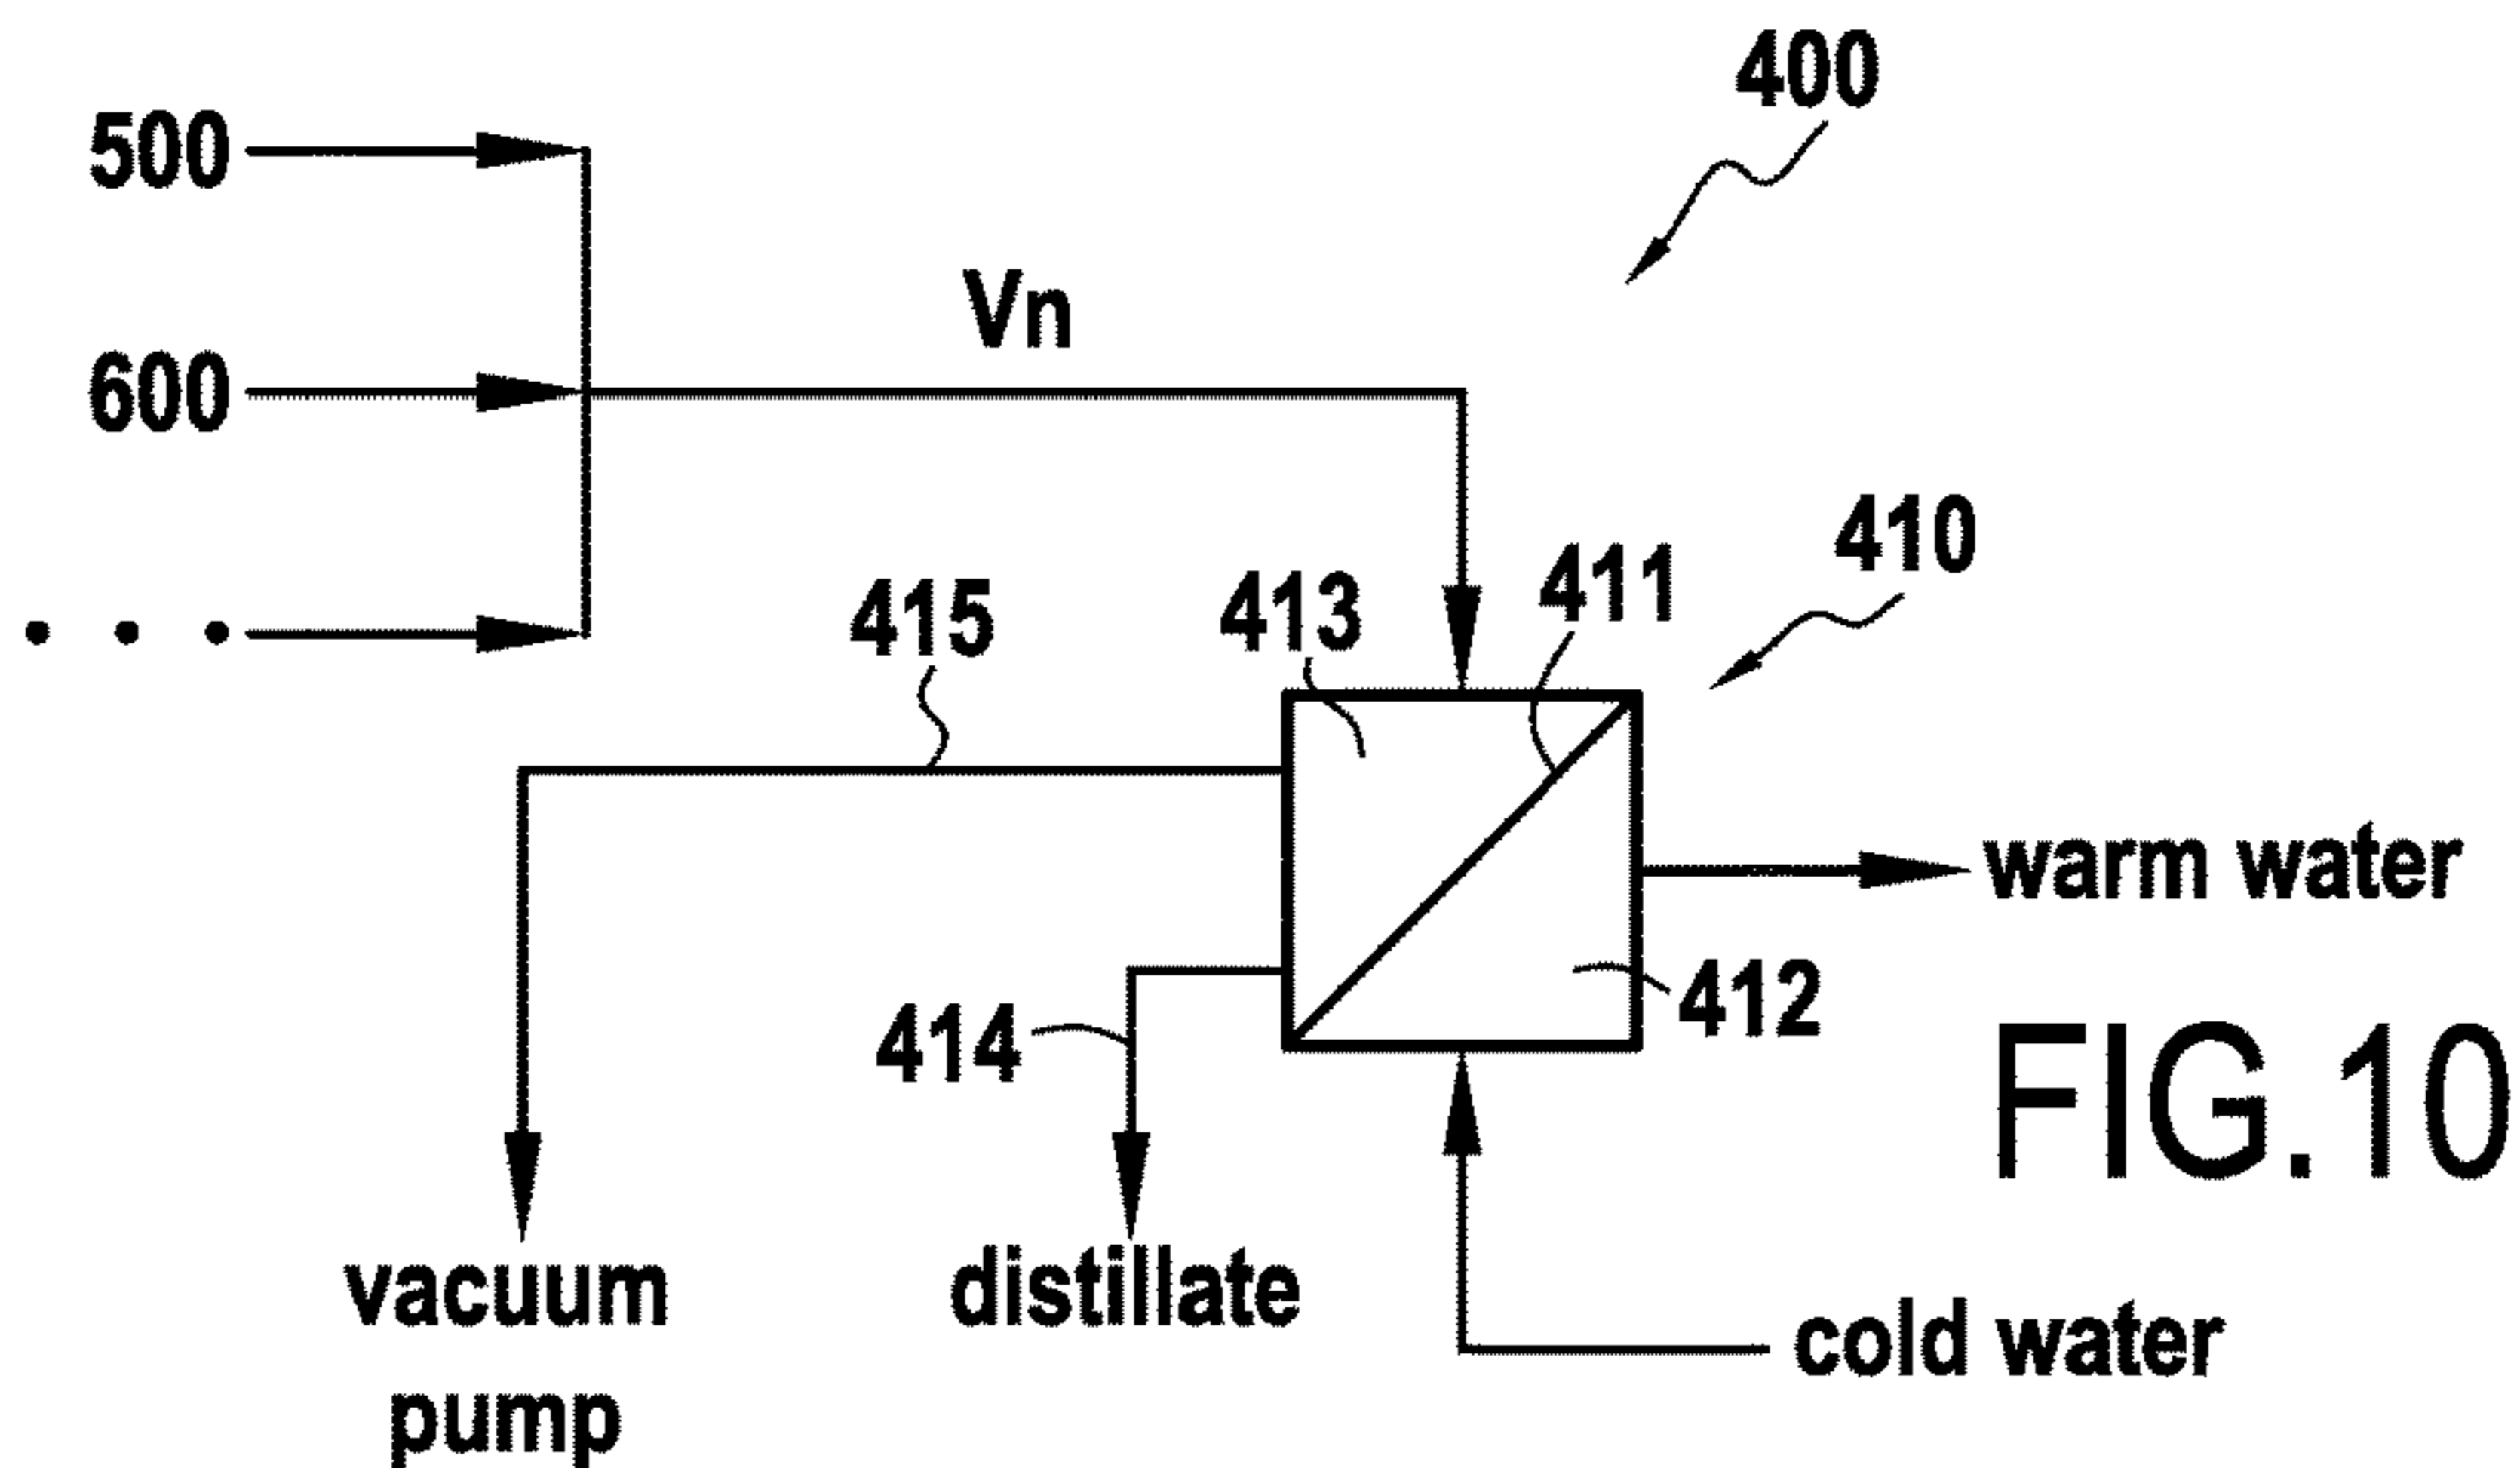 400
500
Vn
600
410
411
413
415
• • •
warm water
412
414
FIG.10
vacuum
pump
distillate
cold water